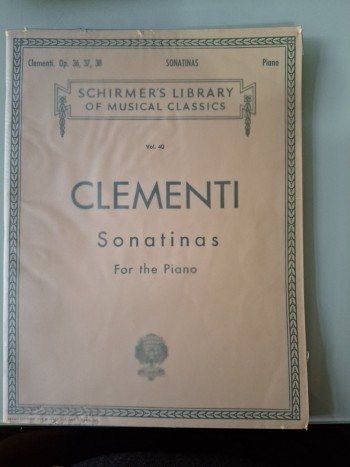 Clementi. Op. 36, 37, 38 SONATINAS Piano
SCHIRMER'S LIBRARY
OF MUSICAL CLASSICS
Vol. 40
CLEMENTI
Sonatinas
For the Piano